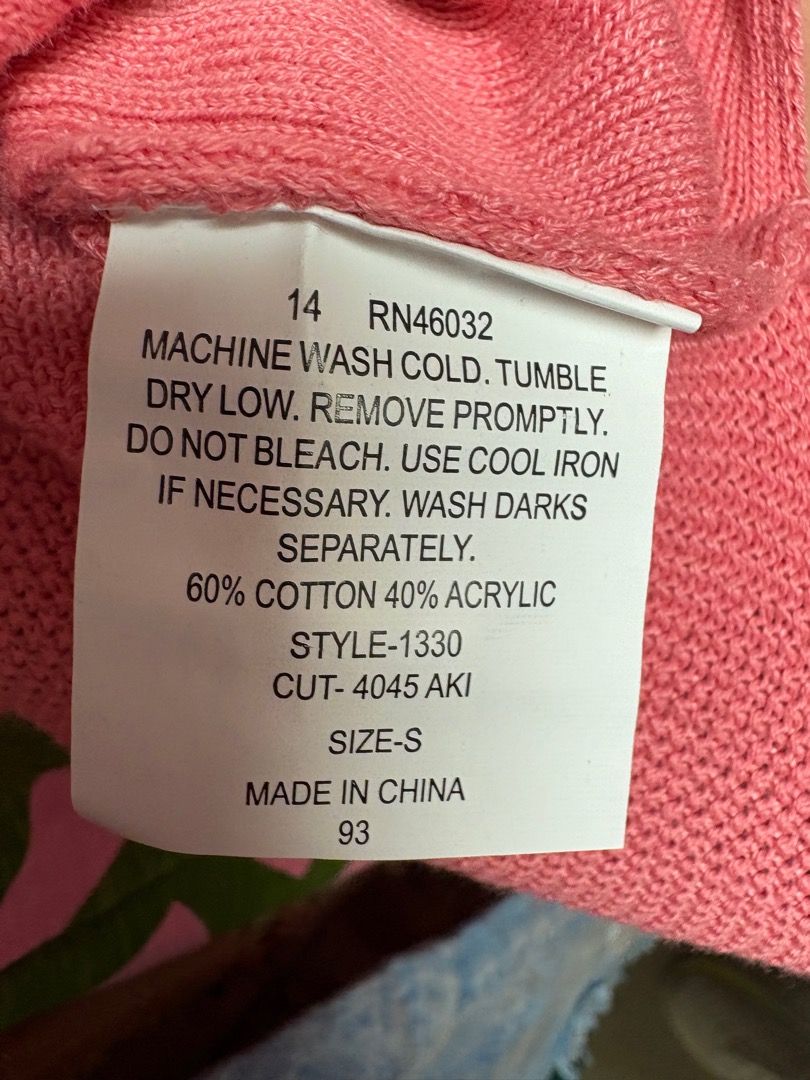 14 RN46032
MACHINE WASH COLD. TUMBLE
DRY LOW. REMOVE PROMPTLY.
DO NOT BLEACH. USE COOL IRON
IF NECESSARY. WASH DARKS
SEPARATELY.
60% COTTON 40% ACRYLIC
STYLE-1330
CUT- 4045 AKI
SIZE-S
MADE IN CHINA
93